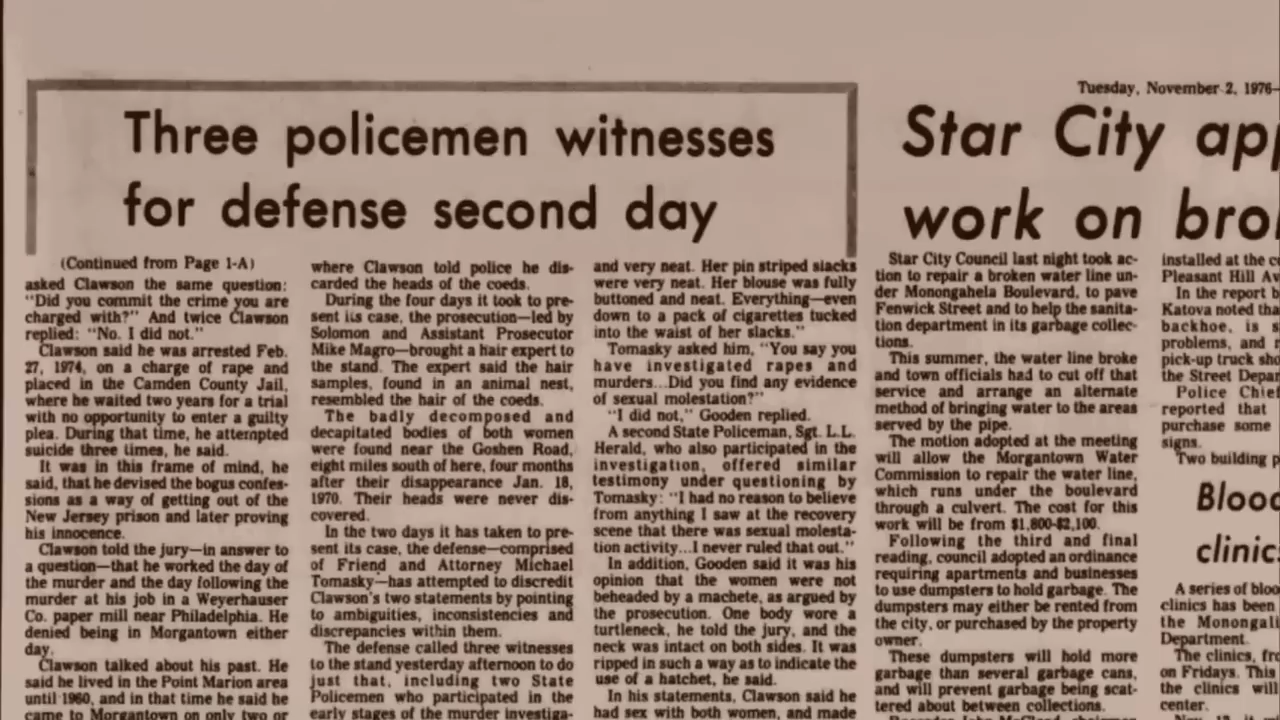 Tuesday, November 2, 1976-
Three policemen witnesses
for defense second day
(Continued from Page 1-A)
asked Clawson the same question:
"Did you commit the crime you are
charged with?" And twice Clawson
replied: "No. I did not."
Clawson said he was arrested Feb.
27, 1974, on a charge of rape and
placed in the Camden County Jail,
where he waited two years for a trial
with no opportunity to enter a guilty
plea. During that time, he attempted
suicide three times, he said.
It was in this frame of mind, he
said, that he devised the bogus confes-
sions as a way of getting out of the
New Jersey prison and later proving
his innocence.
Clawson told the jury—in answer to
a question—that he worked the day of
the murder and the day following the
murder at his job in a Weyerhauser
Co. paper mill near Philadelphia. He
denied being in Morgantown either
day.
Clawson talked about his past. He
said he lived in the Point Marion area
until 1960, and in that time he said he
came to Morgantown on only two or
where Clawson told police he dis-
carded the heads of the coeds.
During the four days it took to pre-
sent its case, the prosecution—led by
Solomon and Assistant Prosecutor
Mike Magro—brought a hair expert to
the stand. The expert said the hair
samples, found in an animal nest,
resembled the hair of the coeds.
The badly decomposed and
decapitated bodies of both women
were found near the Goshen Road,
eight miles south of here, four months
after their disappearance Jan. 18,
1970. Their heads were never dis-
covered.
In the two days it has taken to pre-
sent its case, the defense—comprised
of Friend and Attorney Michael
Tomasky—has attempted to discredit
Clawson's two statements by pointing
to ambiguities, inconsistencies and
discrepancies within them.
The defense called three witnesses
to the stand yesterday afternoon to do
just that, including two State
Policemen who participated in the
early stages of the murder investiga-
and very neat. Her pin striped slacks
were very neat. Her blouse was fully
buttoned and neat. Everything—even
down to a pack of cigarettes tucked
into the waist of her slacks."
Tomasky asked him, "You say you
have investigated rapes and
murders...Did you find any evidence
of sexual molestation?"
"I did not," Gooden replied.
A second State Policeman, Sgt. L.L.
Herald, who also participated in the
investigation, offered similar
testimony under questioning by
Tomasky: "I had no reason to believe
from anything I saw at the recovery
scene that there was sexual molesta-
tion activity...I never ruled that out."
In addition, Gooden said it was his
opinion that the women were not
beheaded by a machete, as argued by
the prosecution. One body wore a
turtleneck, he told the jury, and the
neck was intact on both sides. It was
ripped in such a way as to indicate the
use of a hatchet, he said.
In his statements, Clawson said he
had sex with both women, and made
Star City app
work on bro
Star City Council last night took ac-
tion to repair a broken water line un-
der Monongahela Boulevard, to pave
Fenwick Street and to help the sanita-
tion department in its garbage collec-
tions.
This summer, the water line broke
and town officials had to cut off that
service and arrange an alternate
method of bringing water to the areas
served by the pipe.
The motion adopted at the meeting
will allow the Morgantown Water
Commission to repair the water line,
which runs under the boulevard
through a culvert. The cost for this
work will be from $1,800-$2,100.
Following the third and final
reading, council adopted an ordinance
requiring apartments and businesses
to use dumpsters to hold garbage. The
dumpsters may either be rented from
the city, or purchased by the property
owner.
These dumpsters will hold more
garbage than several garbage cans,
and will prevent garbage being scat-
tered about between collections.
installed at the c
Pleasant Hill Av
In the report h
Katova noted tha
backhoe, is s
problems, and r
pick-up truck sho
the Street Depar
Police Chief
reported that
purchase some
signs.
Two building p
Blood
clinics
A series of bloo
clinics has been
the Monongali
Department.
The clinics, fro
on Fridays. This
the clinics will
center.